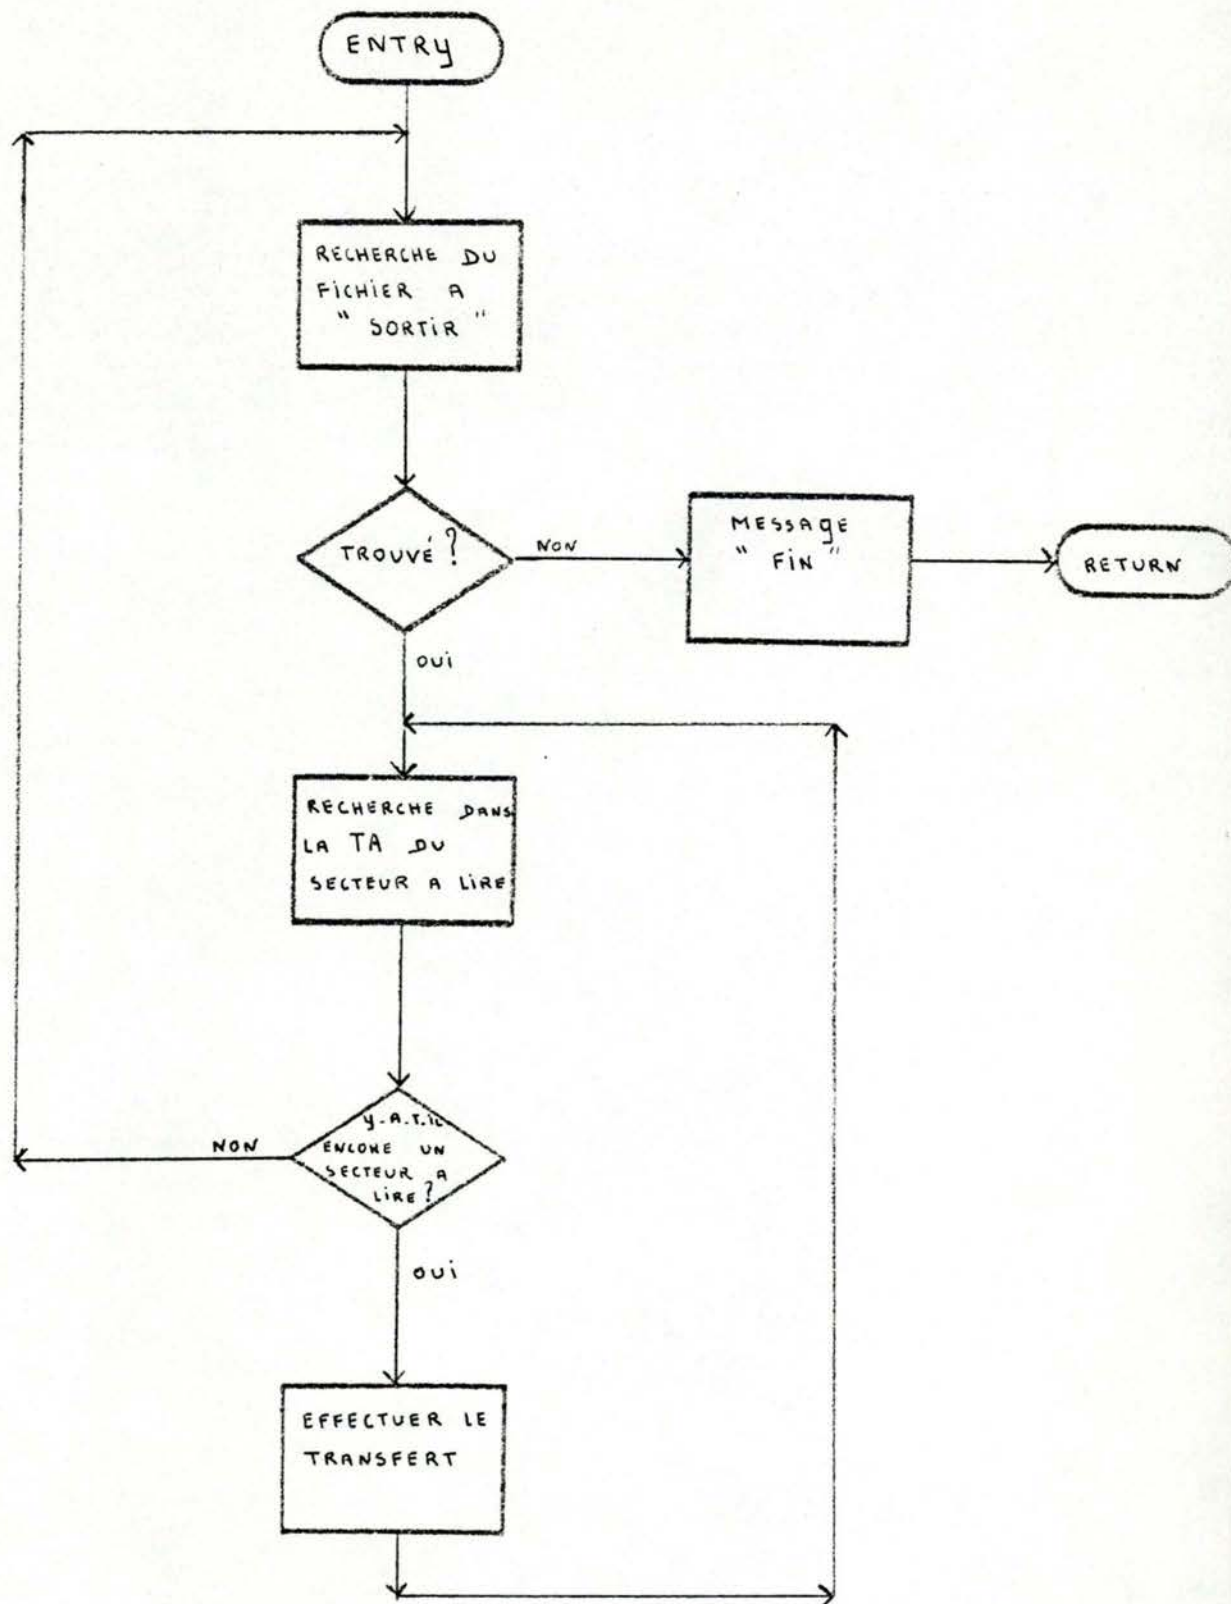 ENTRY
RECHERCHE DU
FICHIER A
" SORTIR "
TROUVÉ ?
NON
MESSAGE
" FIN "
RETURN
OUI
RECHERCHE DANS
LA TA DU
SECTEUR A LIRE
Y-A-T-IL
ENCORE UN
SECTEUR A
LIRE ?
NON
OUI
EFFECTUER LE
TRANSFERT